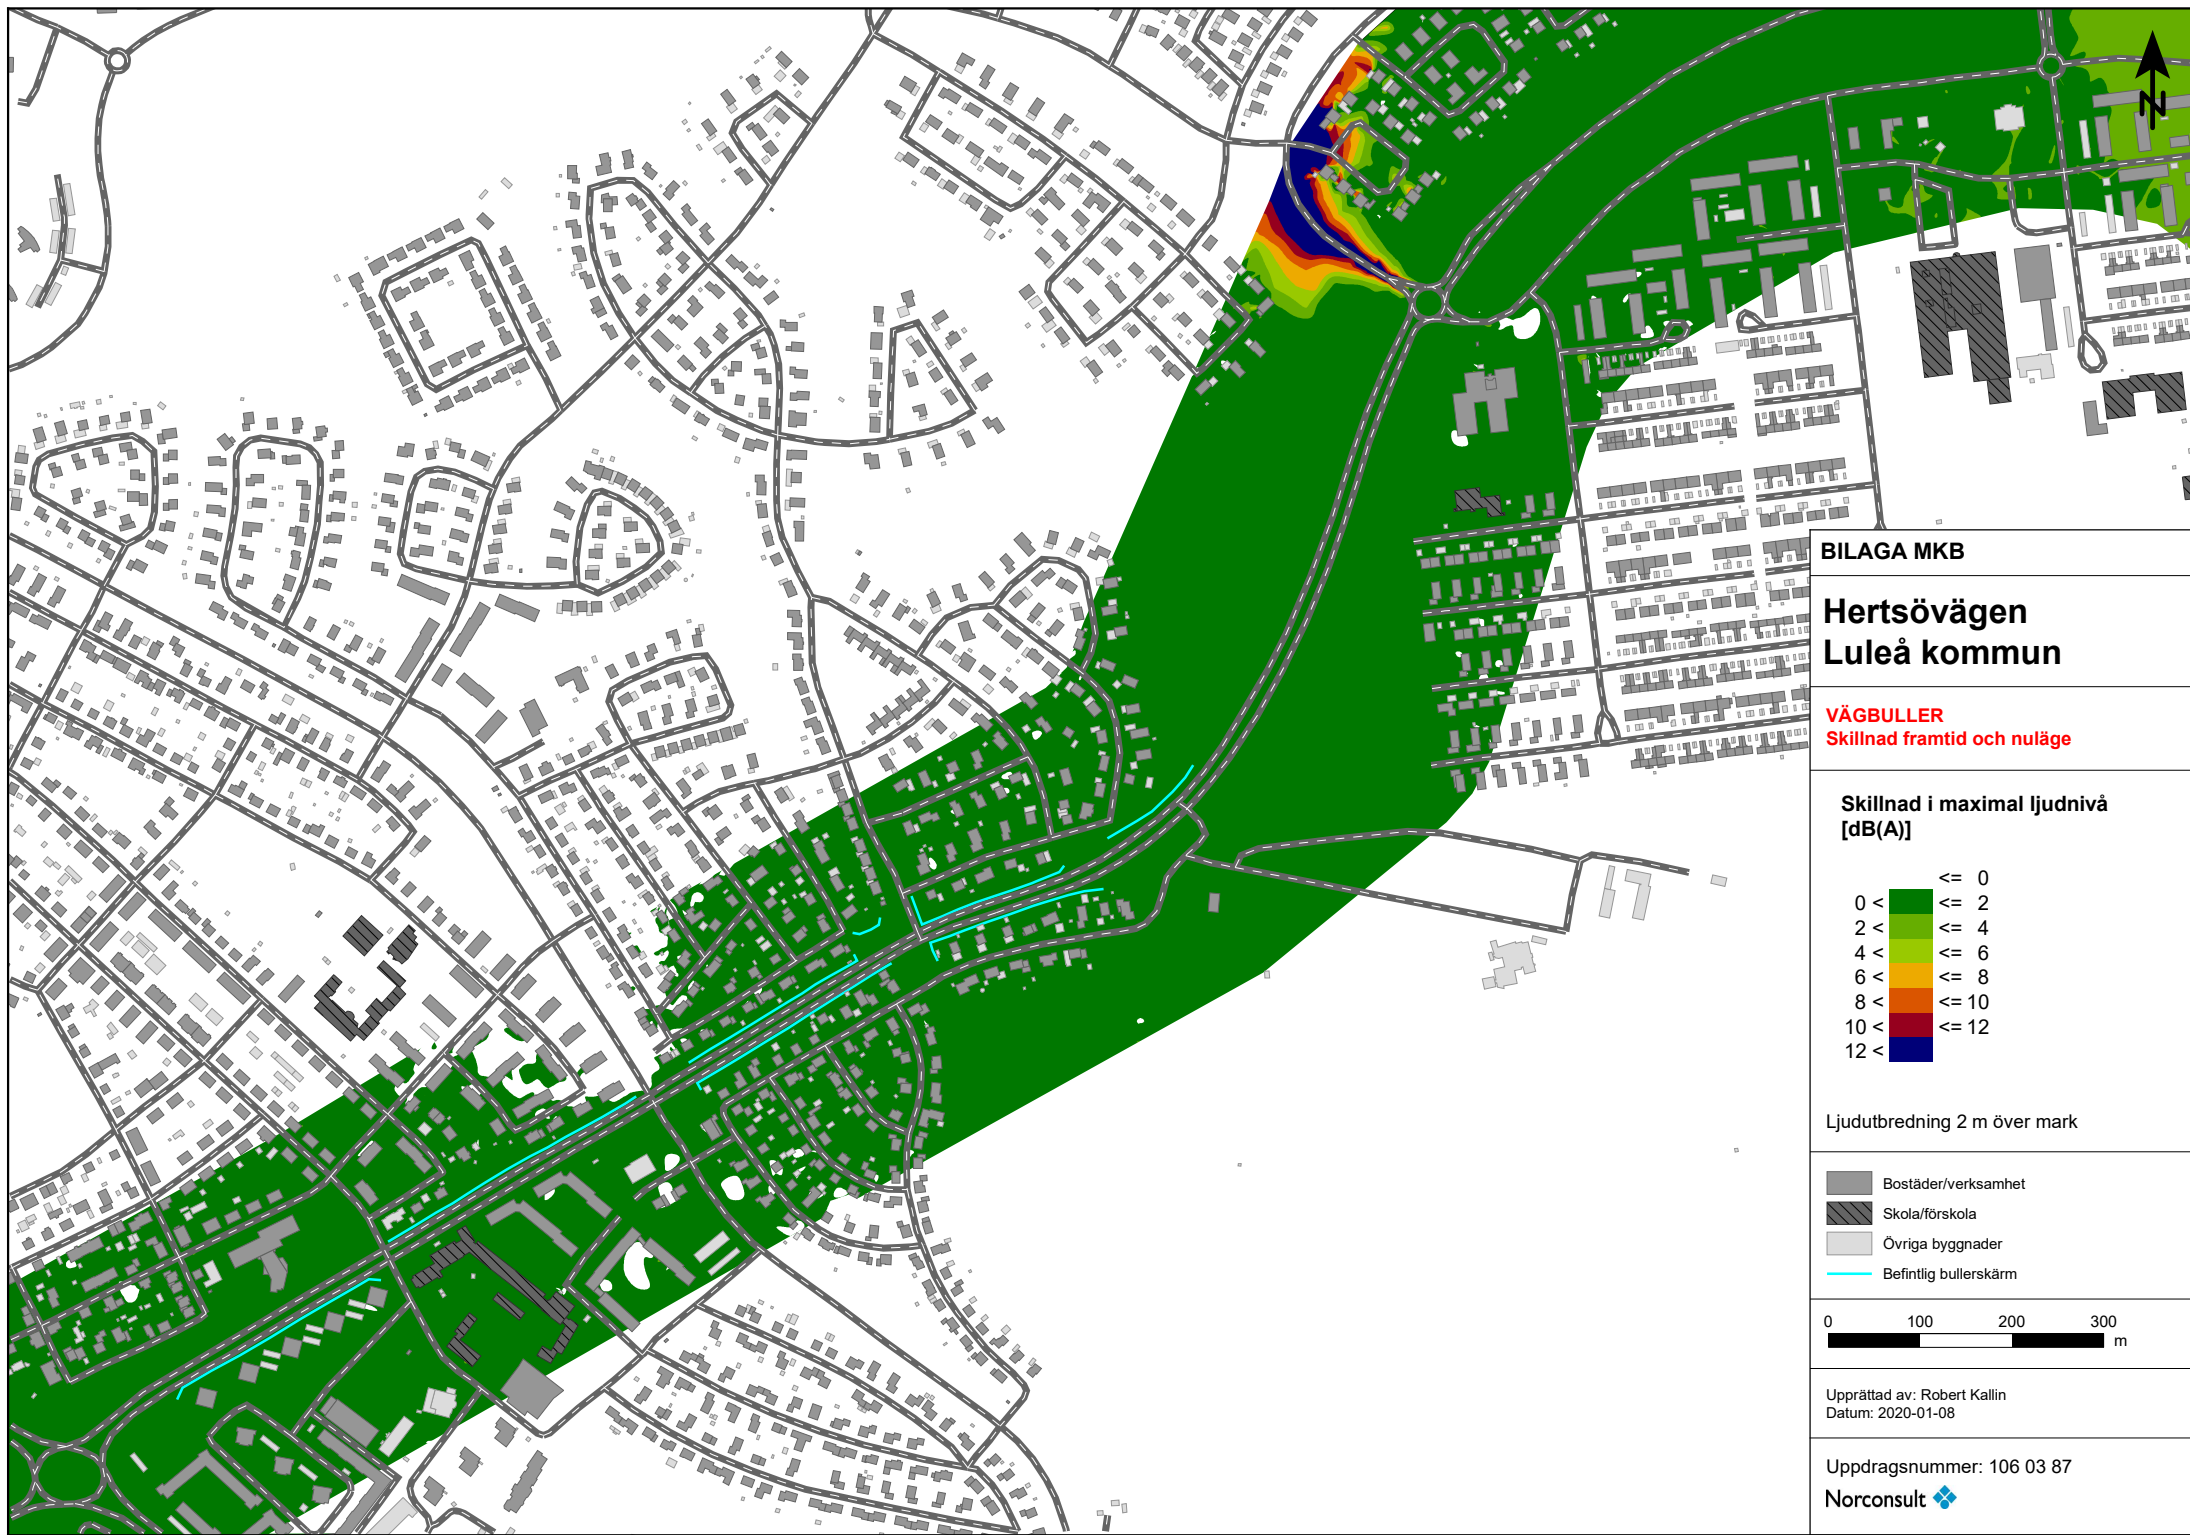 N
BILAGA MKB
Hertsövägen
Luleå kommun
VÄGBULLER
Skillnad framtid och nuläge
Skillnad i maximal ljudnivå
[dB(A)]
<= 0
0 < <= 2
2 < <= 4
4 < <= 6
6 < <= 8
8 < <= 10
10 < <= 12
12 <
Ljudutbredning 2 m över mark
Bostäder/verksamhet
Skola/förskola
Övriga byggnader
Befintlig bullerskärm
0 100 200 300
m
Upprättad av: Robert Kallin
Datum: 2020-01-08
Uppdragsnummer: 106 03 87
Norconsult